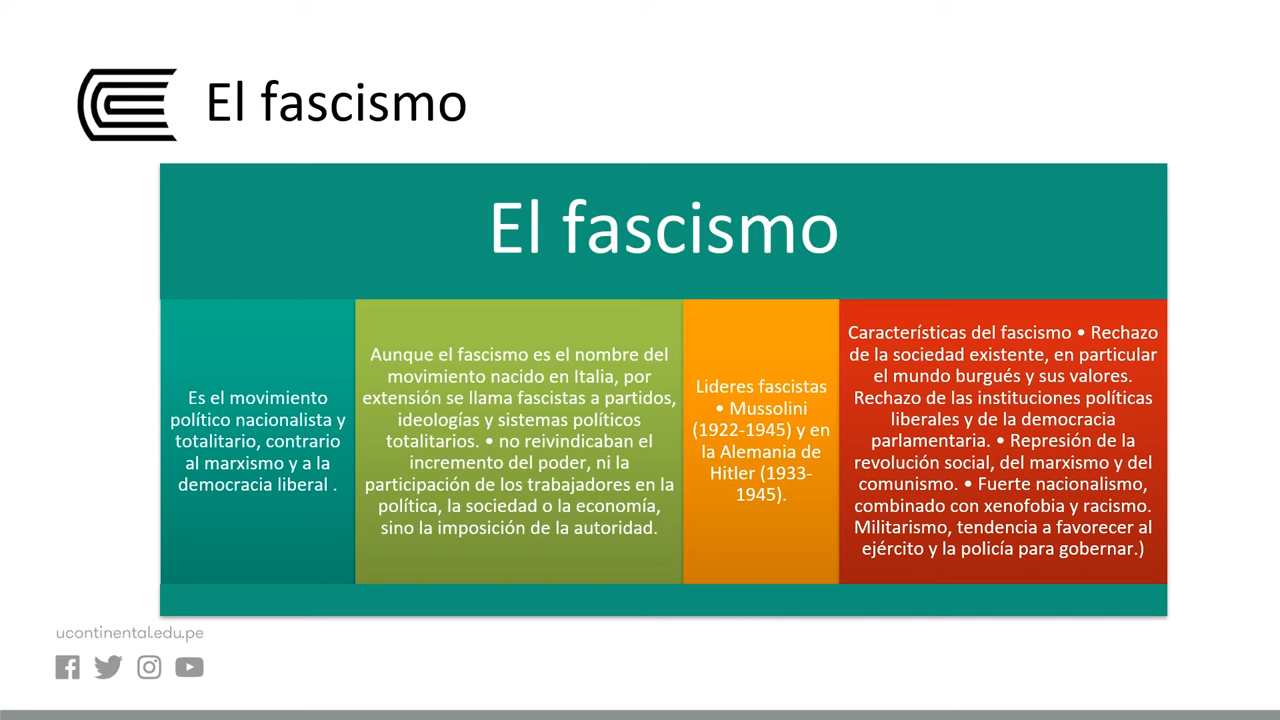 El fascismo
El fascismo
Es el movimiento
político nacionalista y
totalitario, contrario
al marxismo y a la
democracia liberal .
Aunque el fascismo es el nombre del
movimiento nacido en Italia, por
extensión se llama fascistas a partidos,
ideologías y sistemas políticos
totalitarios. • no reivindicaban el
incremento del poder, ni la
participación de los trabajadores en la
política, la sociedad o la economía,
sino la imposición de la autoridad.
Lideres fascistas
• Mussolini
(1922-1945) y en
la Alemania de
Hitler (1933-
1945).
Características del fascismo • Rechazo
de la sociedad existente, en particular
el mundo burgués y sus valores.
Rechazo de las instituciones políticas
liberales y de la democracia
parlamentaria. • Represión de la
revolución social, del marxismo y del
comunismo. • Fuerte nacionalismo,
combinado con xenofobia y racismo.
Militarismo, tendencia a favorecer al
ejército y la policía para gobernar.)
ucontinental.edu.pe